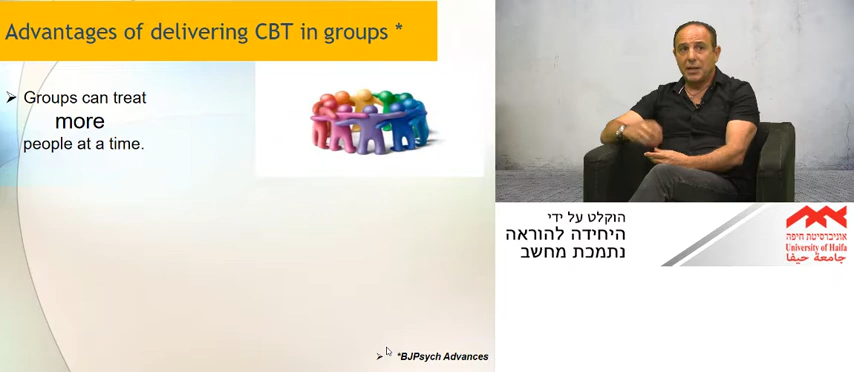 Advantages of delivering CBT in groups *
➢ Groups can treat
more
people at a time.
➢ *BJPsych Advances
הוקלט על ידי
היחידה להוראה
נתמכת מחשב
אוניברסיטת חיפה
University of Haifa
جامعة حيفا